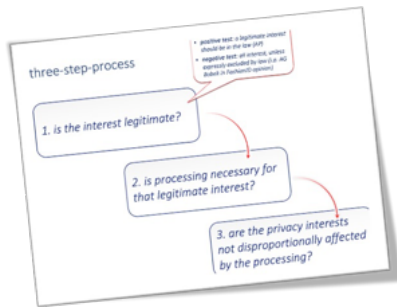 • positive test: a legitimate interest
should be in the law (AP)
• negative test: all interest, unless
expressly excluded by law (i.e. AG
Bobek in FashionID opinion)
three-step-process
1. is the interest legitimate?
2. is processing necessary for
that legitimate interest?
3. are the privacy interests
not disproportionally affected
by the processing?